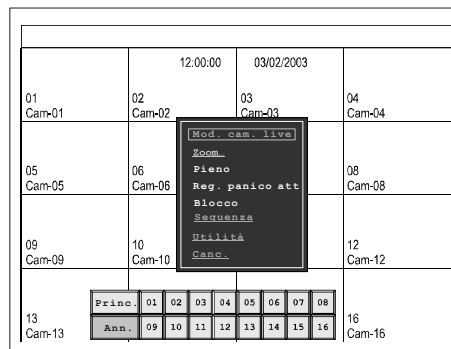 12:00:00 03/02/2003
01 02 03 04
Cam-01 Cam-02 Cam-03 Cam-04
Mod. cam. live
Zoom…
Pieno
05 06 08
Cam-05 Cam-06 Cam-08
Reg. panico att
Blocco
Sequenza
Utilità
09 10 12
Cam-09 Cam-10 Cam-12
Canc.
Princ. 01 02 03 04 05 06 07 08
Ann. 09 10 11 12 13 14 15 16
13 16
Cam-13 Cam-16